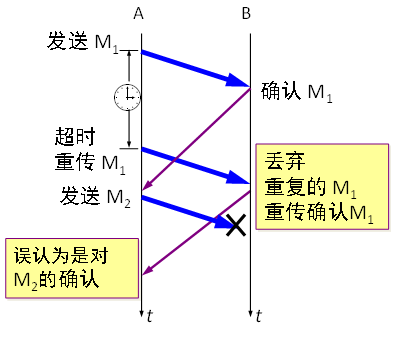 A
B
发送 M1
确认 M1
超时
重传 M1
发送 M2
丢弃
重复的 M1
重传确认M1
误认为是对
M2的确认
t
t